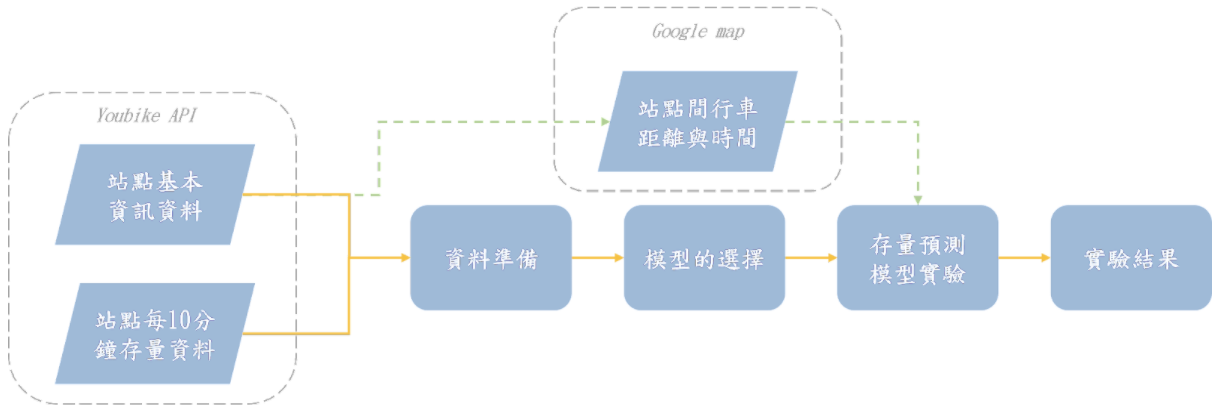 Google map
站點間行車
距離與時間
Youbike API
站點基本
資訊資料
站點每10分
鐘存量資料
資料準備
模型的選擇
存量預測
模型實驗
實驗結果